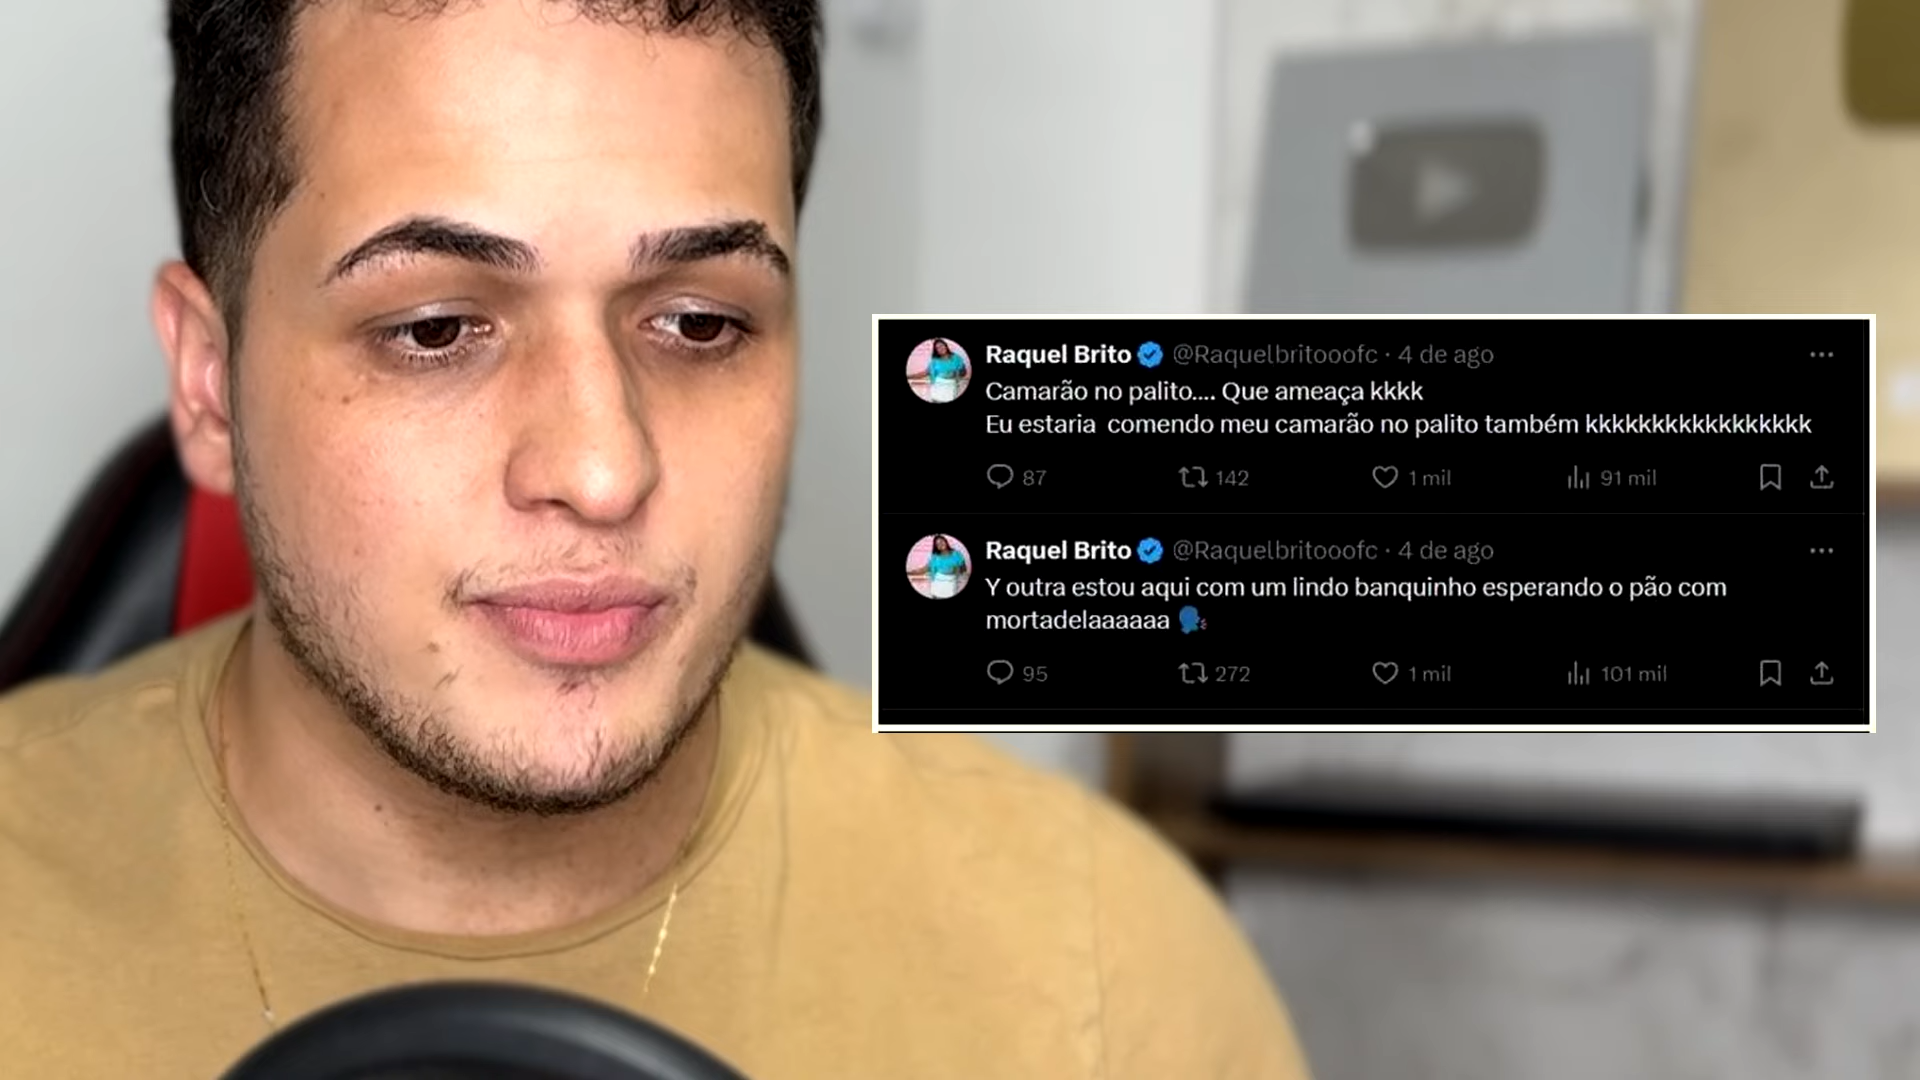 Raquel Brito @Raquelbritooofc · 4 de ago
Camarão no palito.... Que ameaça kkkk
Eu estaria  comendo meu camarão no palito também kkkkkkkkkkkkkkkkk
87 142 1 mil 91 mil
Raquel Brito @Raquelbritooofc · 4 de ago
Y outra estou aqui com um lindo banquinho esperando o pão com
mortadelaaaaaa 🗣️
95 272 1 mil 101 mil